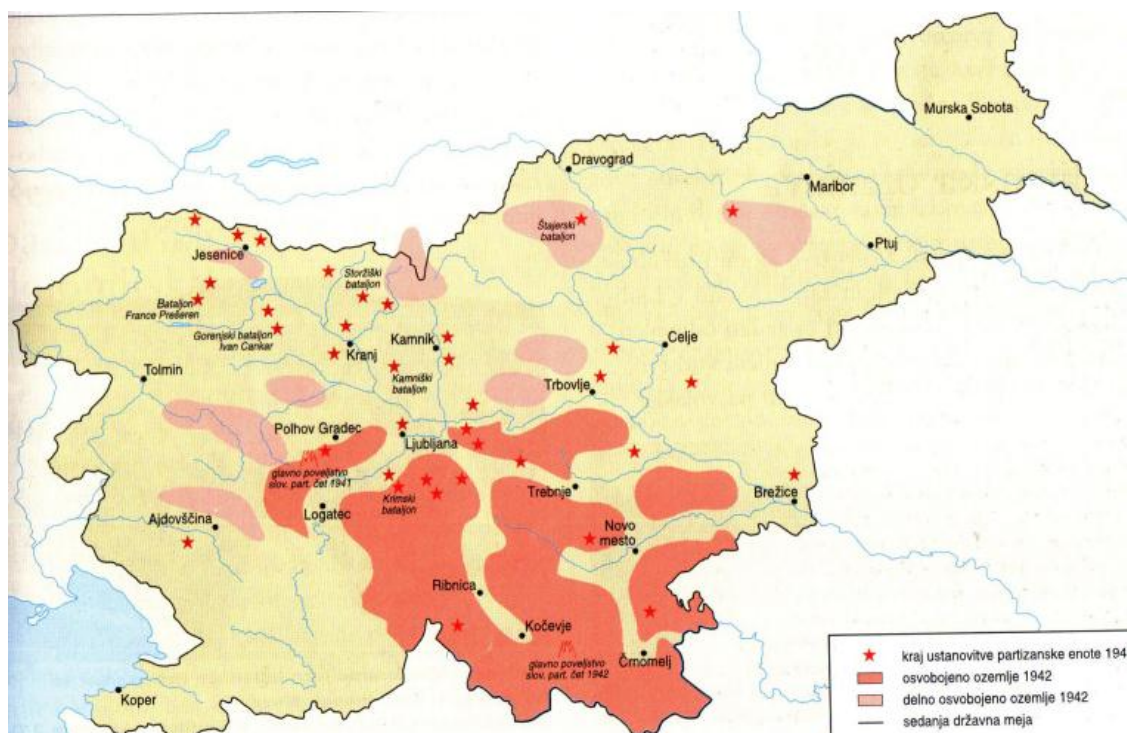 Murska Sobota
Dravograd
Maribor
Ptuj
Štajerski
bataljon
Jesenice
Storžiški
bataljon
Bataljon
France Prešeren
Gorenjski bataljon
Ivan Cankar
Kranj
Kamnik
Kamniški
bataljon
Celje
Tolmin
Trbovlje
Polhov Gradec
Ljubljana
glavno poveljstvo
slov. part. čet 1941
Krimski
bataljon
Trebnje
Brežice
Logatec
Ajdovščina
Novo
mesto
Ribnica
Kočevje
glavno poveljstvo
slov. part. čet 1942
Črnomelj
Koper
kraj ustanovitve partizanske enote 194
osvobojeno ozemlje 1942
delno osvobojeno ozemlje 1942
sedanja državna meja